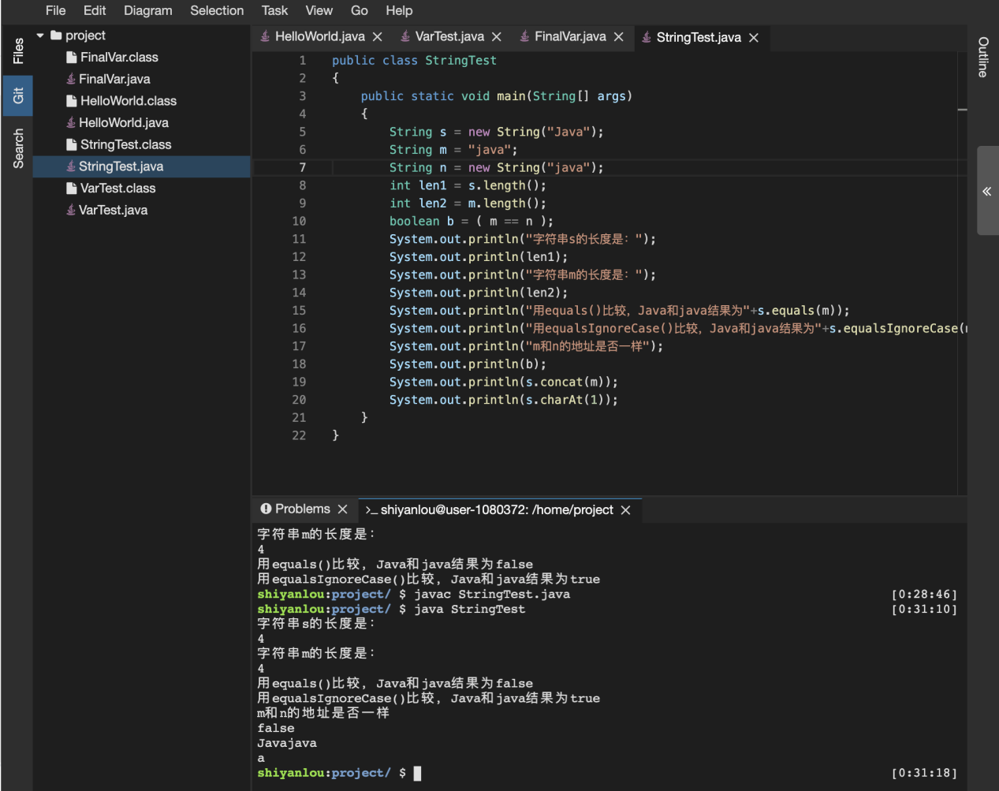 File Edit Diagram Selection Task View Go Help
Files
Git
Search
project
FinalVar.class
FinalVar.java
HelloWorld.class
HelloWorld.java
StringTest.class
StringTest.java
VarTest.class
VarTest.java
HelloWorld.java VarTest.java FinalVar.java StringTest.java
1 public class StringTest
2 {
3 public static void main(String[] args)
4 {
5 String s = new String("Java");
6 String m = "java";
7 String n = new String("java");
8 int len1 = s.length();
9 int len2 = m.length();
10 boolean b = ( m == n );
11 System.out.println("字符串s的长度是：");
12 System.out.println(len1);
13 System.out.println("字符串m的长度是：");
14 System.out.println(len2);
15 System.out.println("用equals()比较，Java和java结果为"+s.equals(m));
16 System.out.println("用equalsIgnoreCase()比较，Java和java结果为"+s.equalsIgnoreCase(
17 System.out.println("m和n的地址是否一样");
18 System.out.println(b);
19 System.out.println(s.concat(m));
20 System.out.println(s.charAt(1));
21 }
22 }
Outline
Problems >_ shiyanlou@user-1080372: /home/project
字符串m的长度是：
4
用equals()比较，Java和java结果为false
用equalsIgnoreCase()比较，Java和java结果为true
shiyanlou:project/ $ javac StringTest.java [0:28:46]
shiyanlou:project/ $ java StringTest [0:31:10]
字符串s的长度是：
4
字符串m的长度是：
4
用equals()比较，Java和java结果为false
用equalsIgnoreCase()比较，Java和java结果为true
m和n的地址是否一样
false
Javajava
a
shiyanlou:project/ $ [0:31:18]